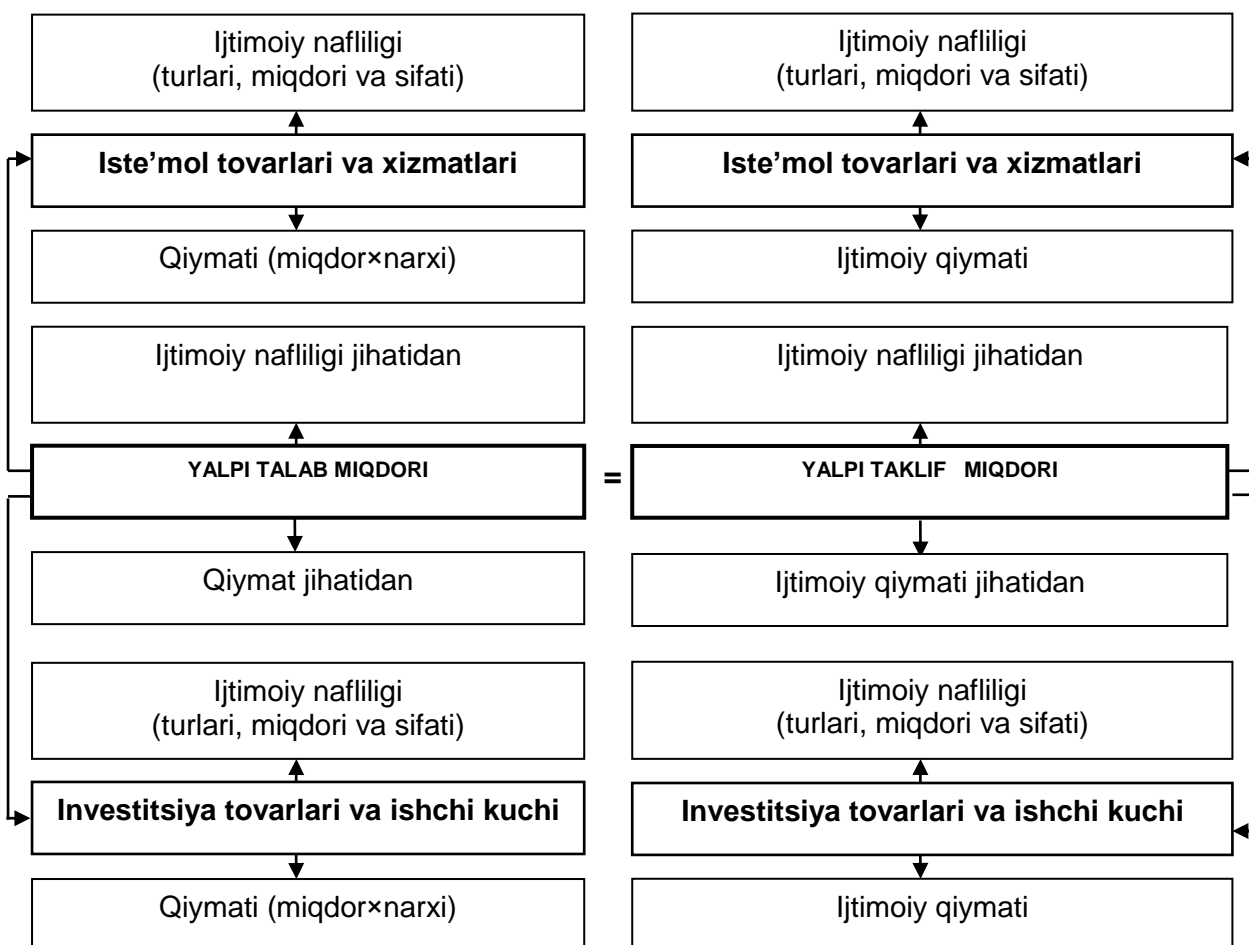 Ijtimoiy nafliligi
(turlari, miqdori va sifati)
Ijtimoiy nafliligi
(turlari, miqdori va sifati)
Iste’mol tovarlari va xizmatlari
Iste’mol tovarlari va xizmatlari
Qiymati (miqdor×narxi)
Ijtimoiy qiymati
Ijtimoiy nafliligi jihatidan
Ijtimoiy nafliligi jihatidan
YALPI TALAB MIQDORI
=
YALPI TAKLIF MIQDORI
Qiymat jihatidan
Ijtimoiy qiymati jihatidan
Ijtimoiy nafliligi
(turlari, miqdori va sifati)
Ijtimoiy nafliligi
(turlari, miqdori va sifati)
Investitsiya tovarlari va ishchi kuchi
Investitsiya tovarlari va ishchi kuchi
Qiymati (miqdor×narxi)
Ijtimoiy qiymati